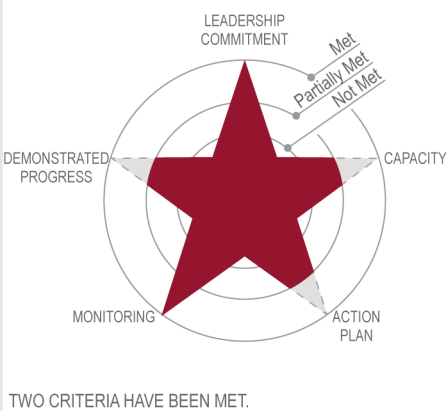 LEADERSHIP
COMMITMENT
Met
Partially Met
Not Met
DEMONSTRATED
PROGRESS
CAPACITY
MONITORING
ACTION
PLAN
TWO CRITERIA HAVE BEEN MET.